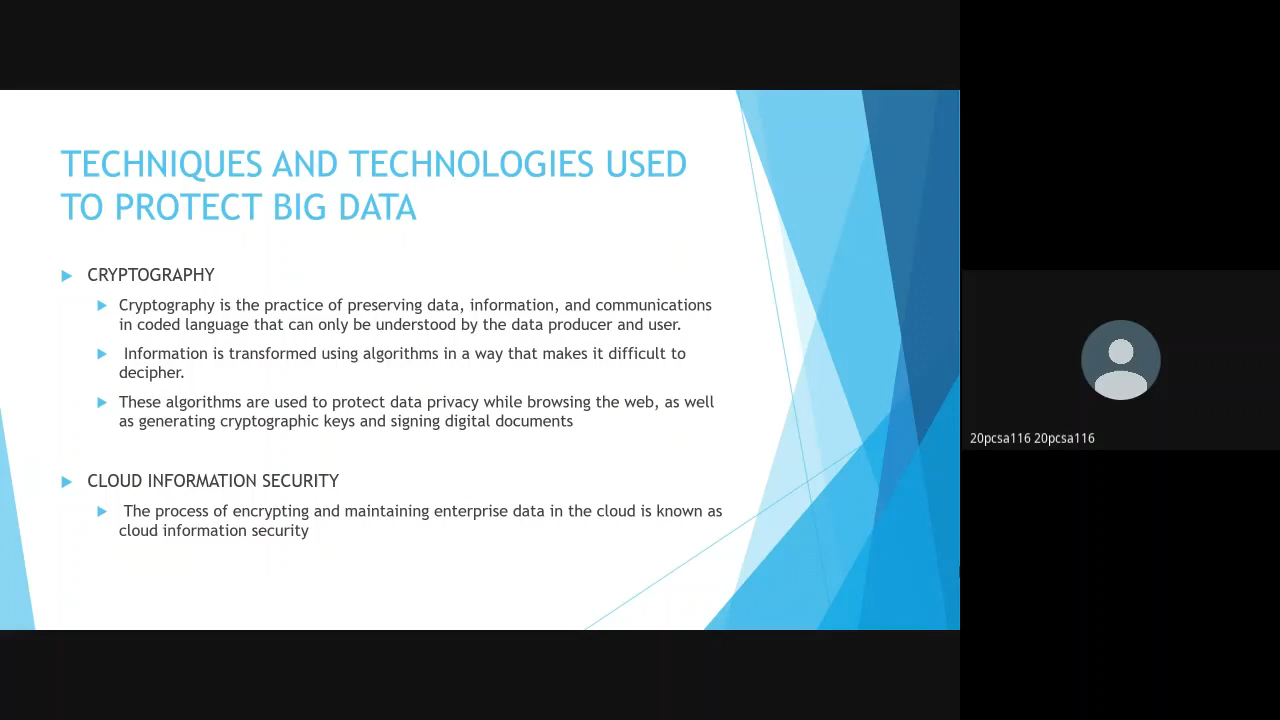 TECHNIQUES AND TECHNOLOGIES USED
TO PROTECT BIG DATA
CRYPTOGRAPHY
Cryptography is the practice of preserving data, information, and communications
in coded language that can only be understood by the data producer and user.
Information is transformed using algorithms in a way that makes it difficult to
decipher.
These algorithms are used to protect data privacy while browsing the web, as well
as generating cryptographic keys and signing digital documents
CLOUD INFORMATION SECURITY
The process of encrypting and maintaining enterprise data in the cloud is known as
cloud information security
20pcsa116 20pcsa116